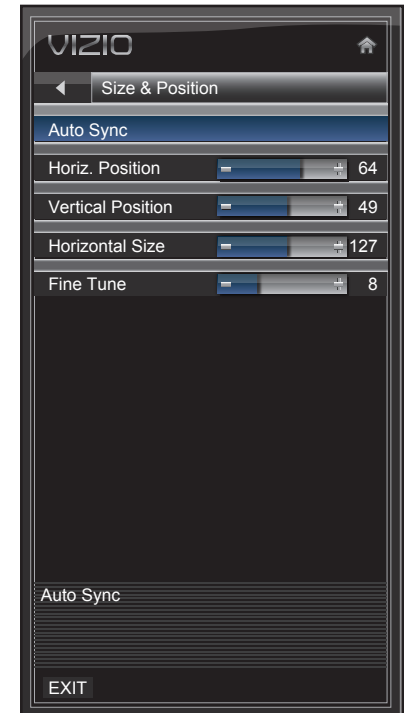 VIZIO
Size & Position
Auto Sync
Horiz. Position 64
Vertical Position 49
Horizontal Size 127
Fine Tune 8
Auto Sync
EXIT